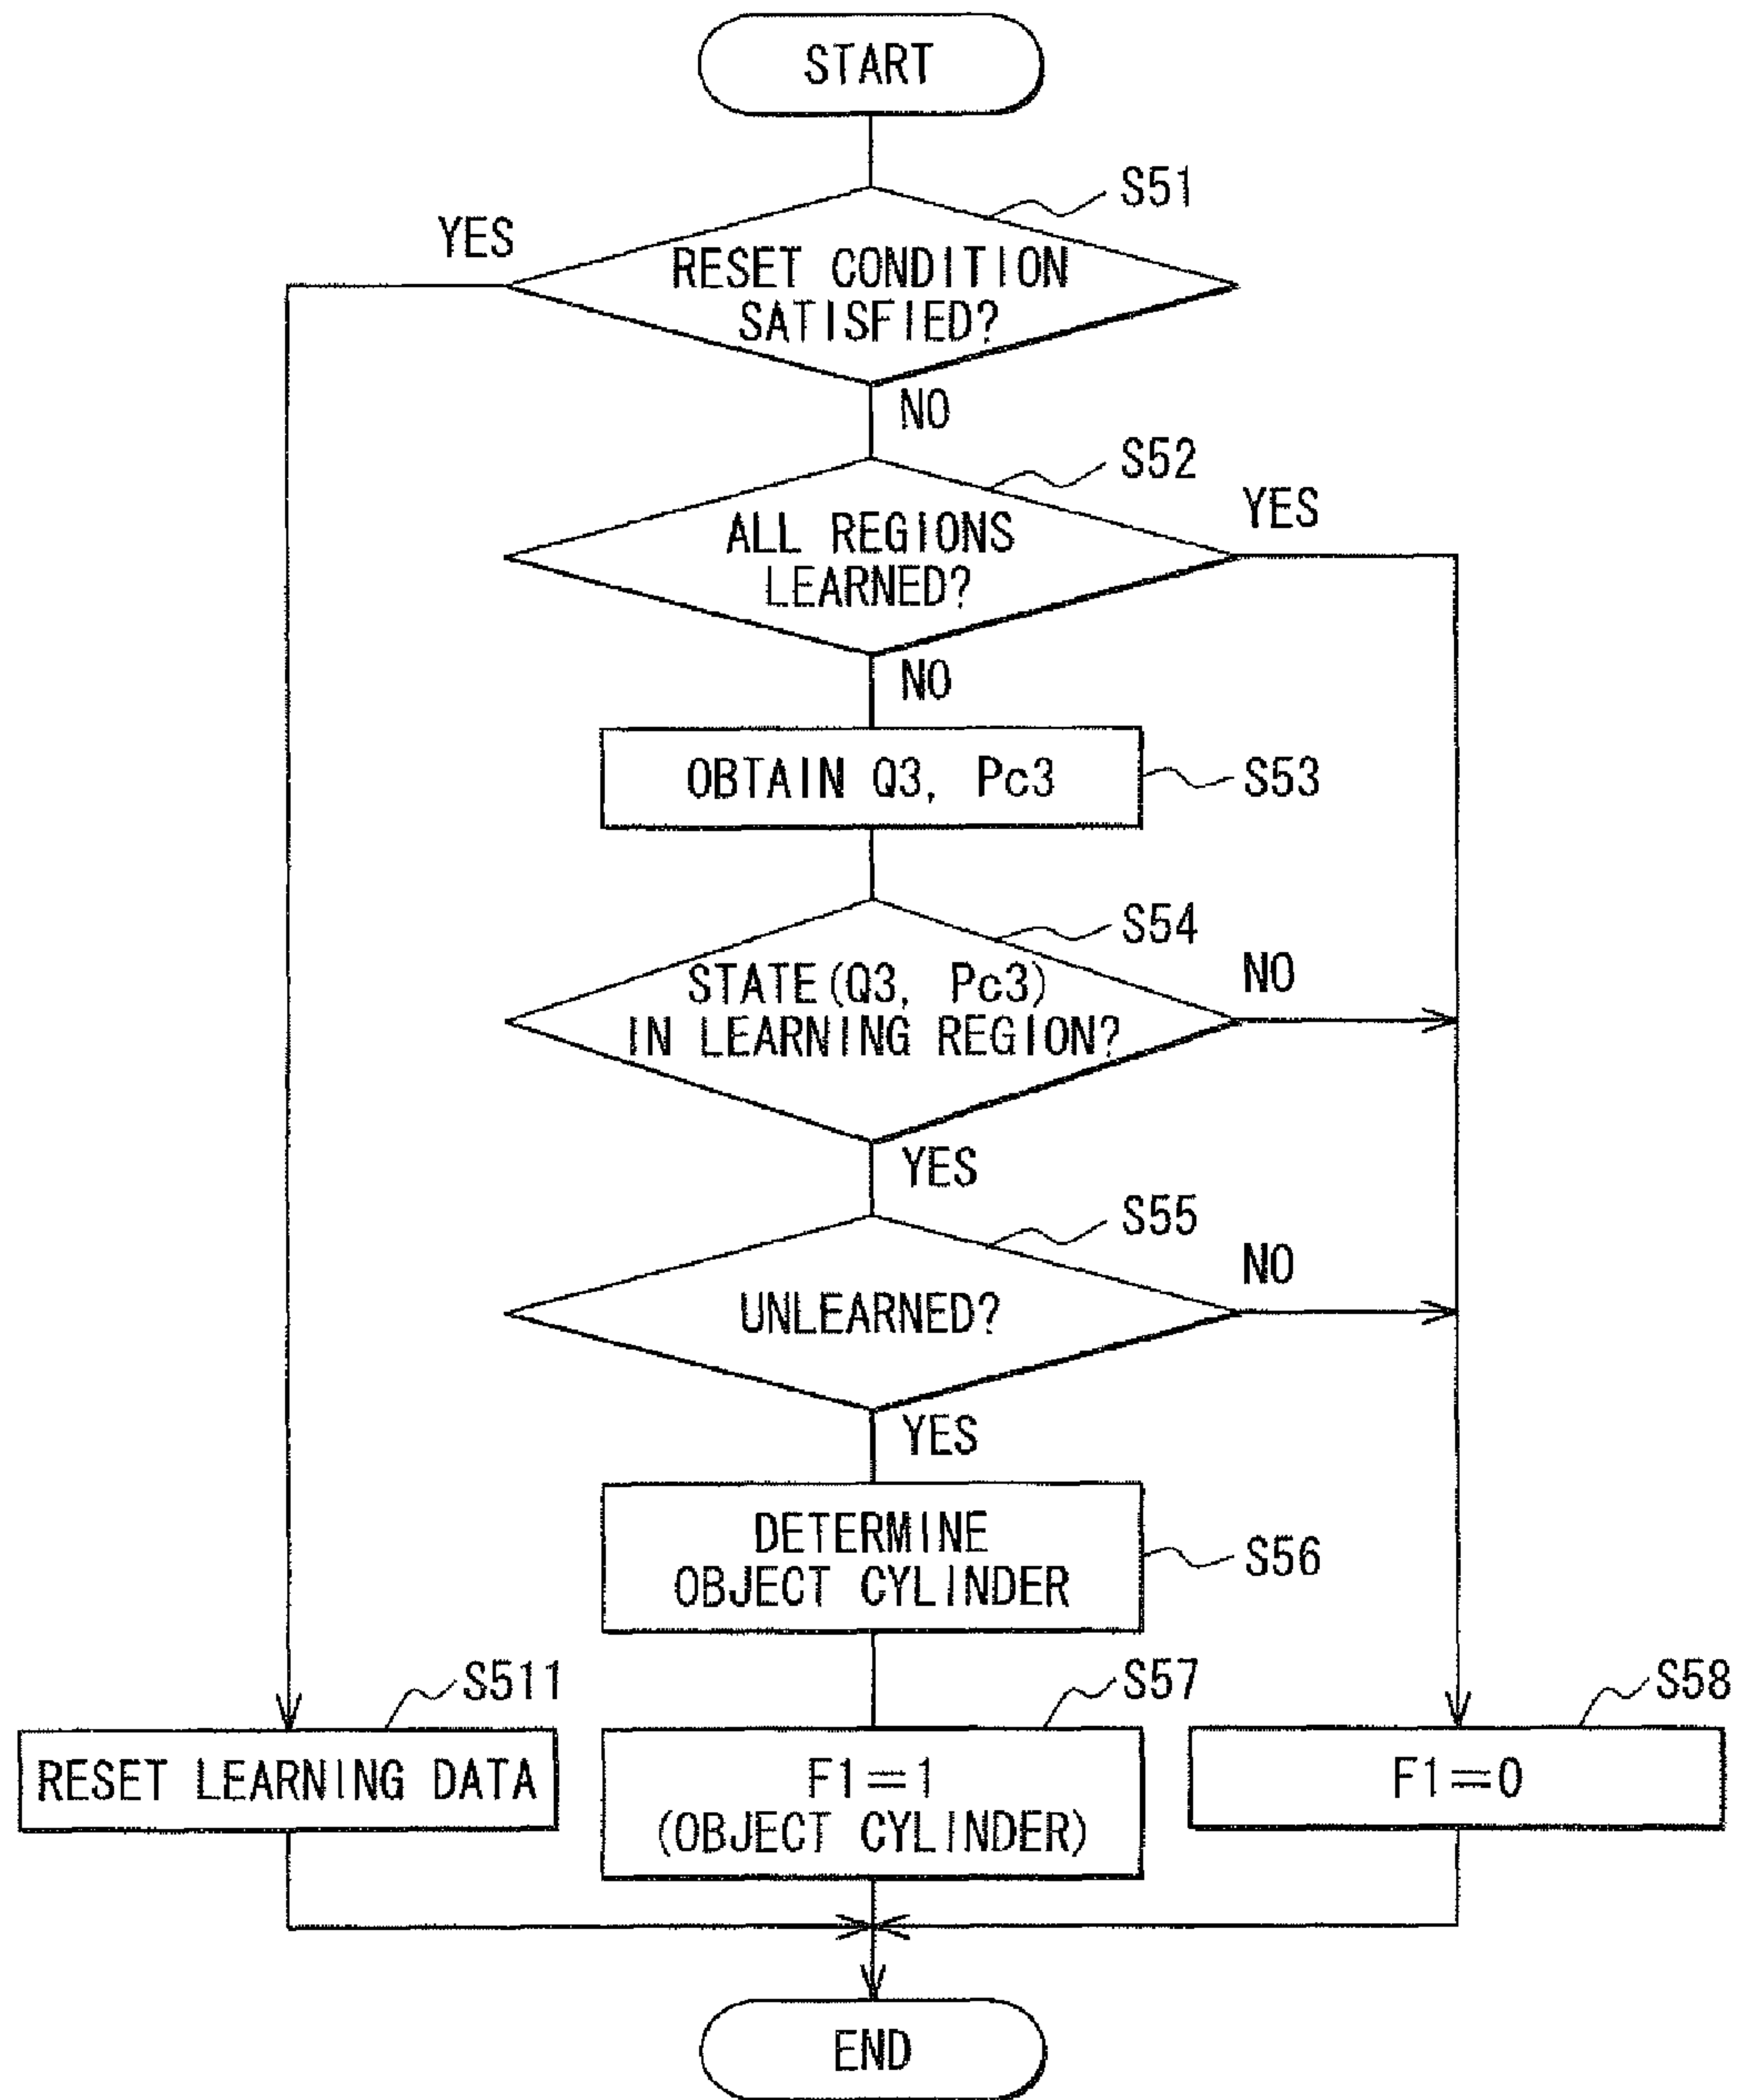 START
S51
YES
RESET CONDITION
SATISFIED?
NO
S52
YES
ALL REGIONS
LEARNED?
NO
OBTAIN Q3, Pc3
S53
S54
NO
STATE(Q3, Pc3)
IN LEARNING REGION?
YES
S55
NO
UNLEARNED?
YES
DETERMINE
OBJECT CYLINDER
S56
S511
S57
S58
RESET LEARNING DATA
F1=1
(OBJECT CYLINDER)
F1=0
END